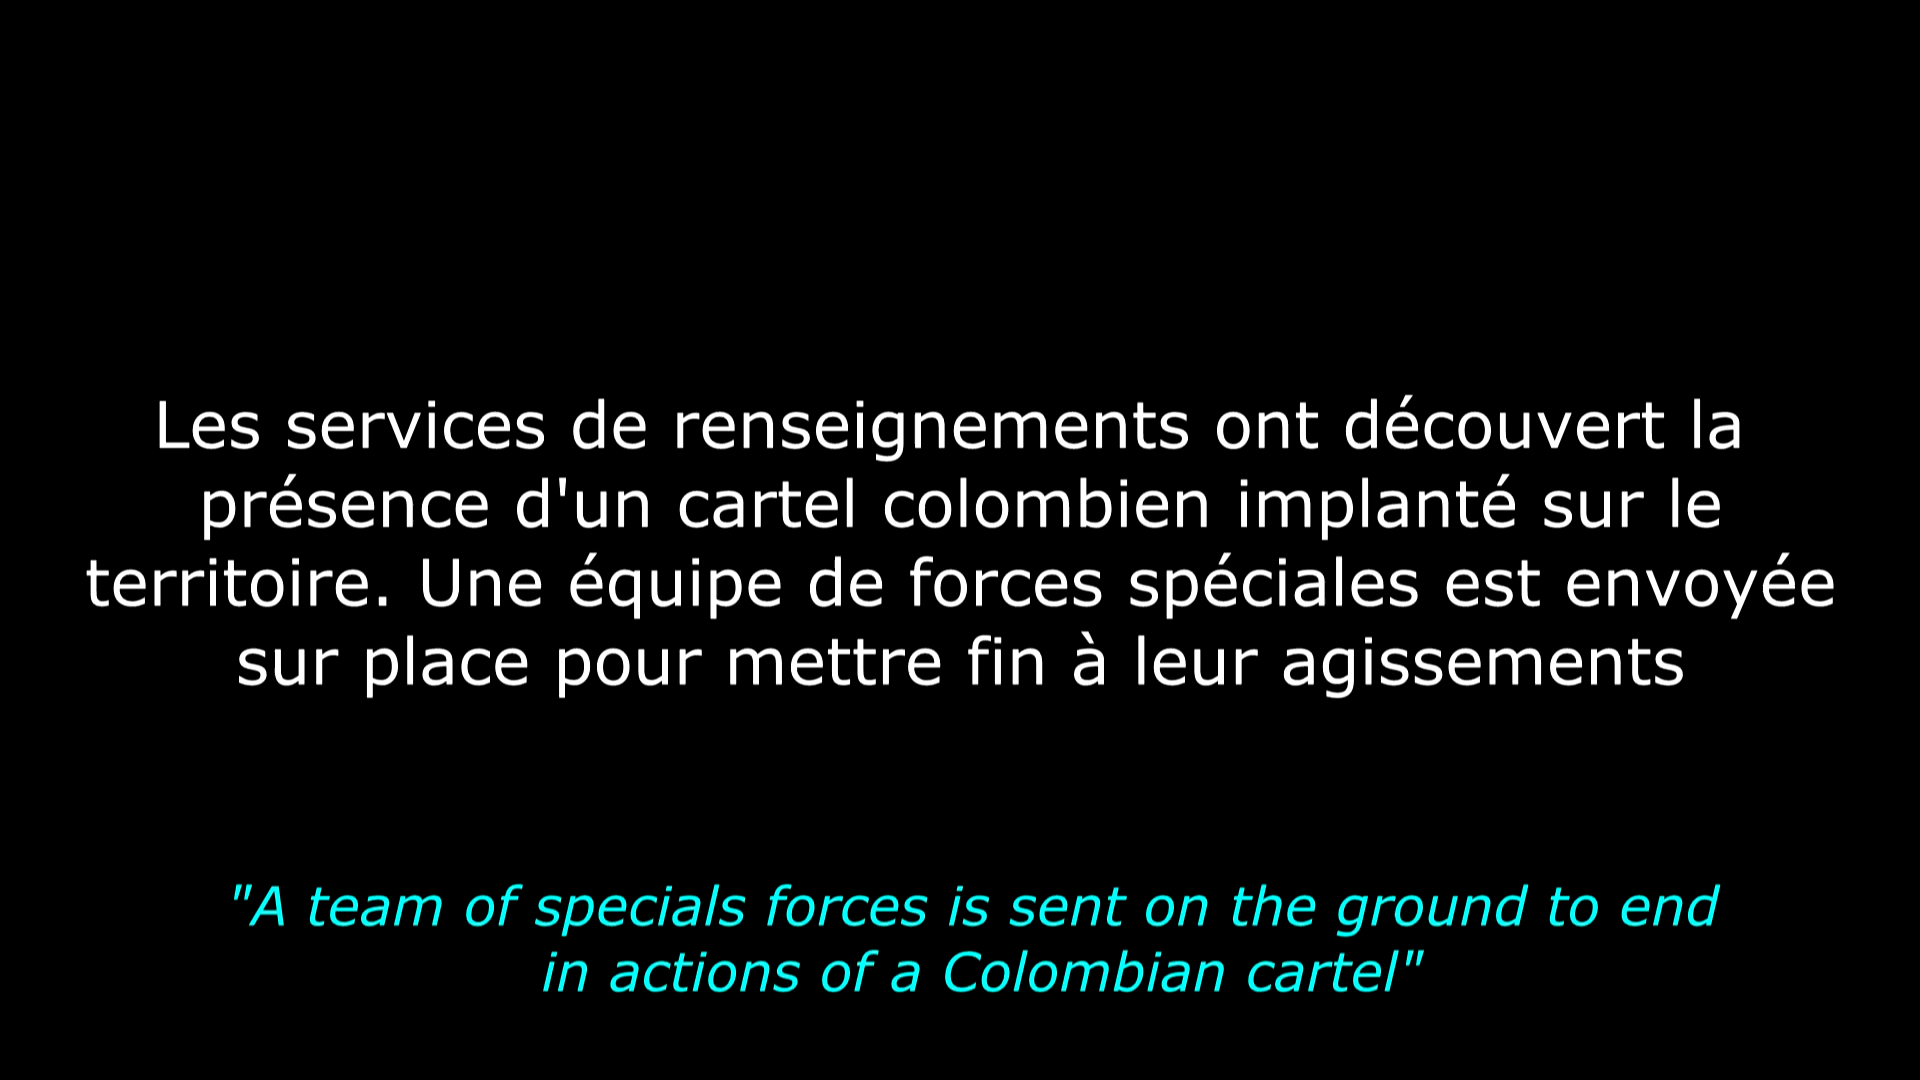 Les services de renseignements ont découvert la
présence d'un cartel colombien implanté sur le
territoire. Une équipe de forces spéciales est envoyée
sur place pour mettre fin à leur agissements
"A team of specials forces is sent on the ground to end
in actions of a Colombian cartel"